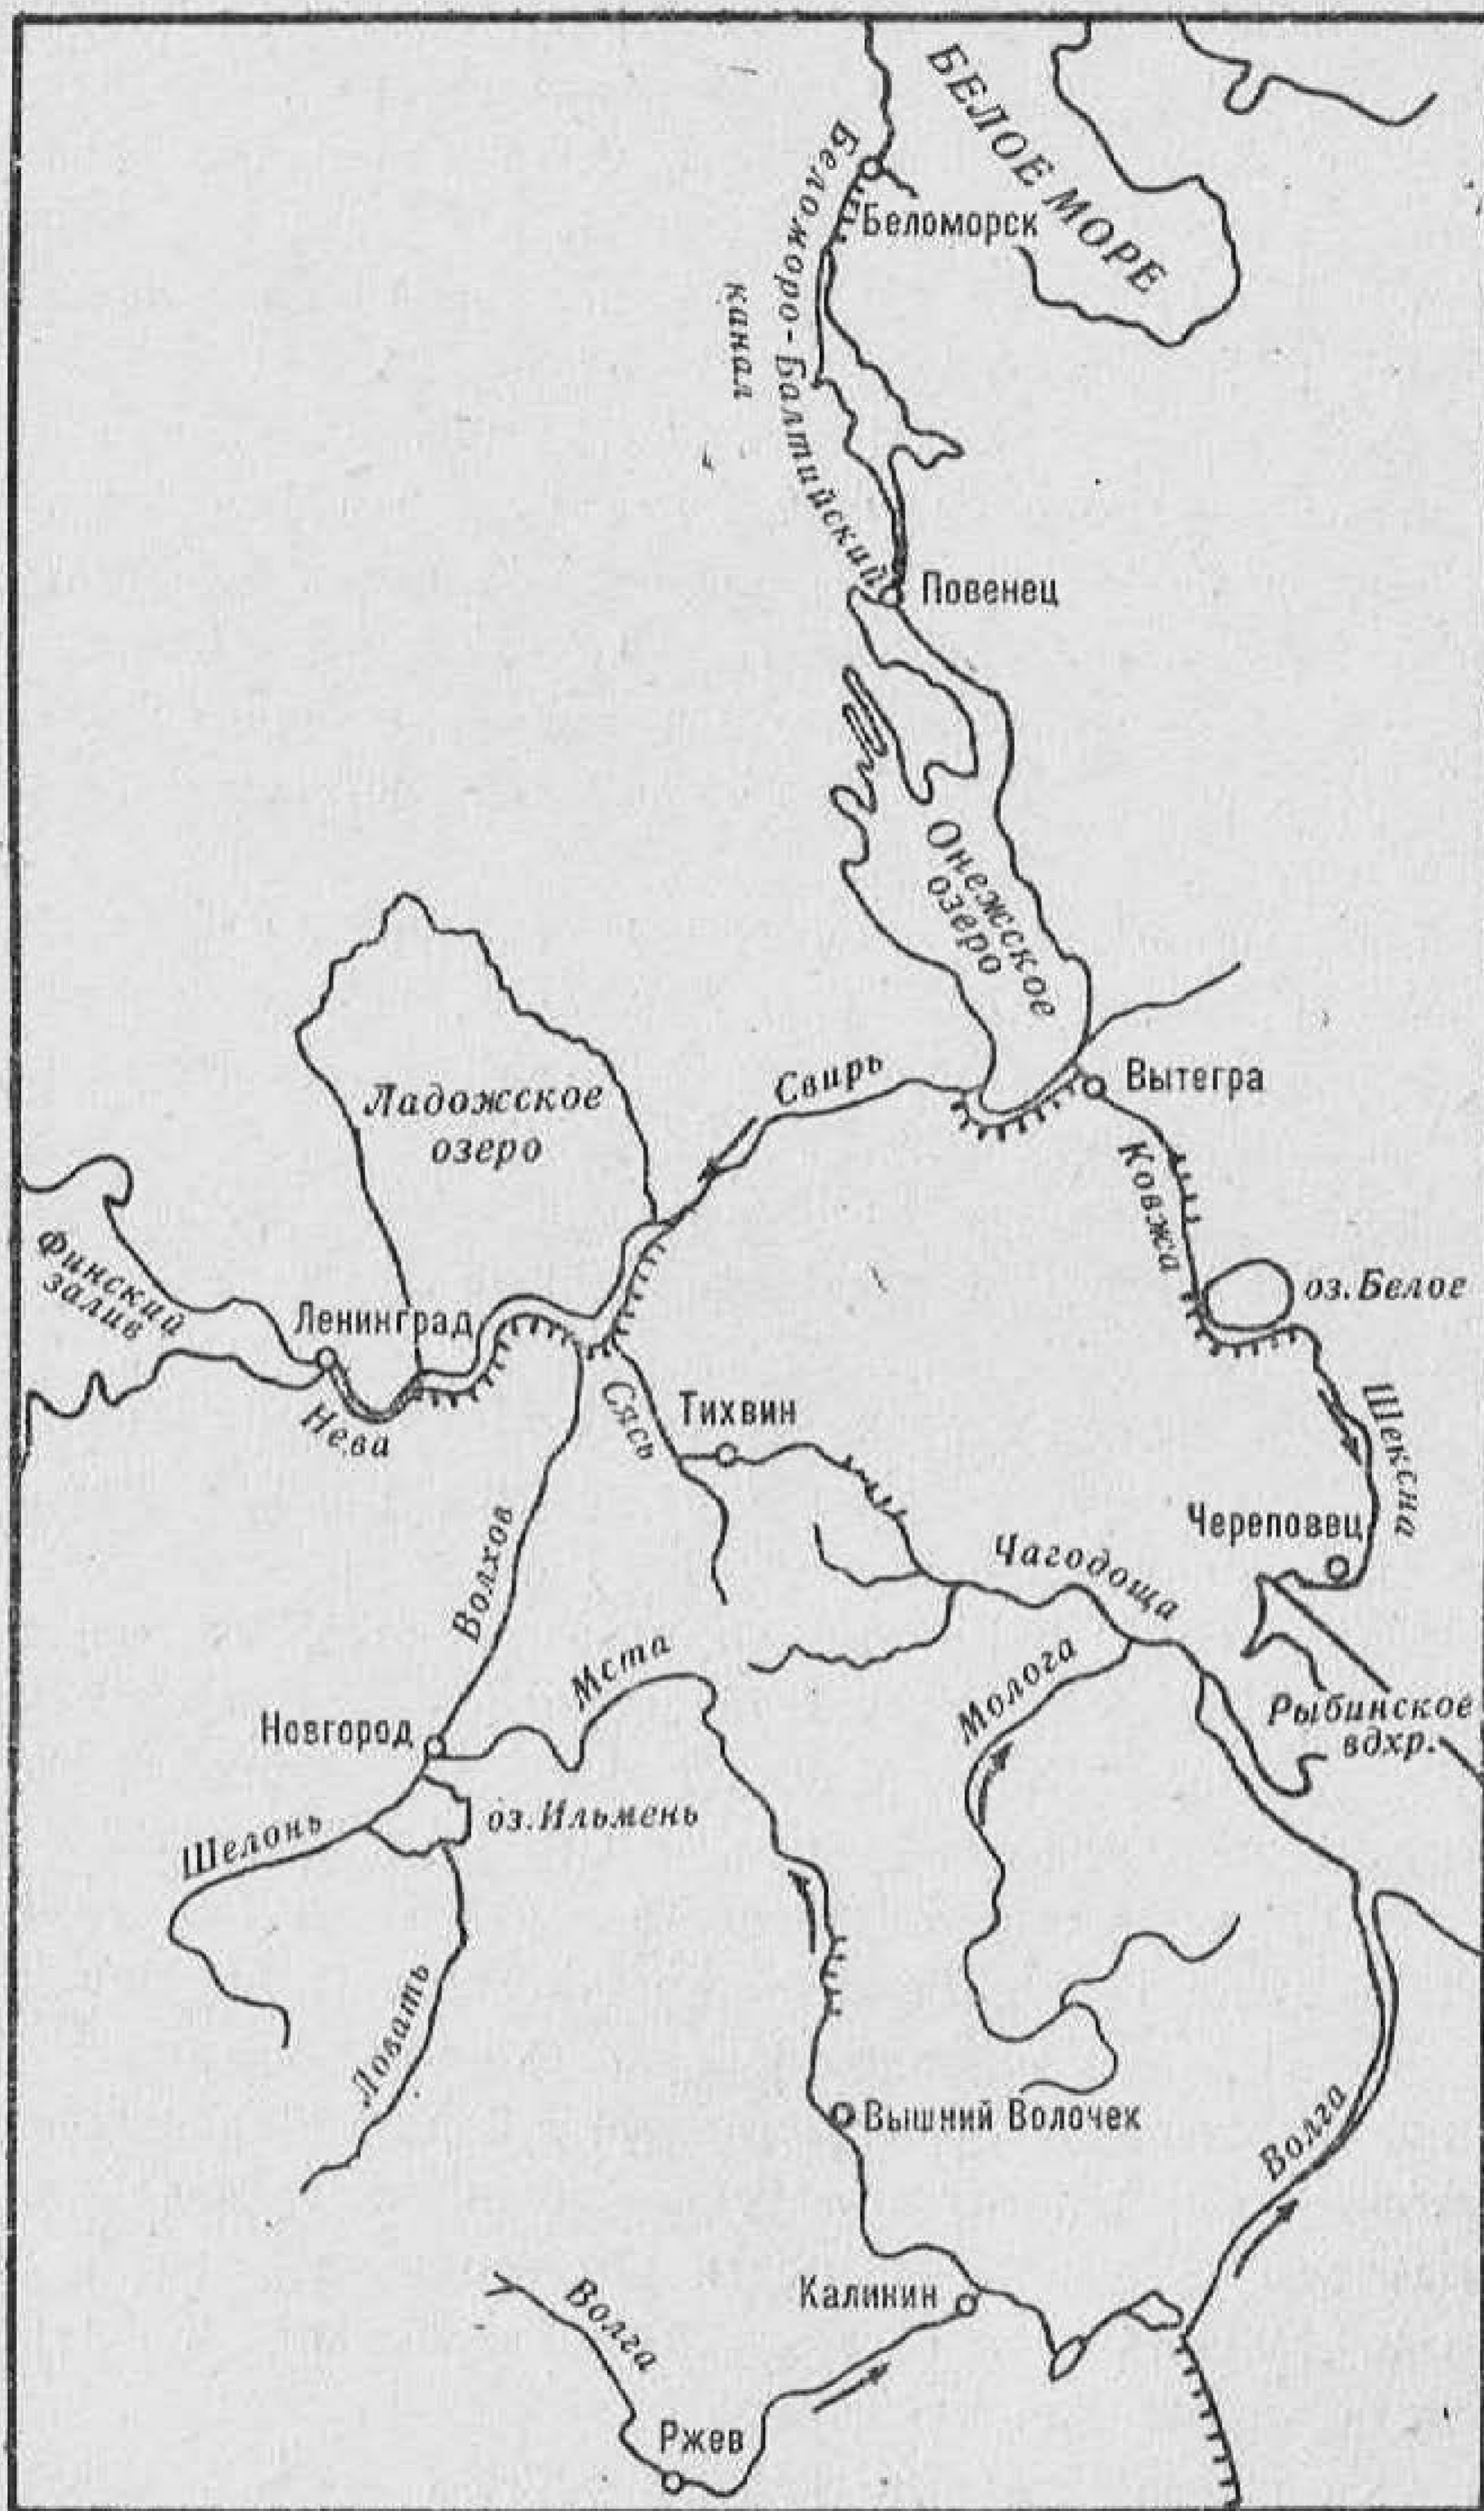 БЕЛОЕ МОРЕ
Беломорск
Беломоро-Балтийский
канал
Повенец
Онежское
озеро
Свирь
Вытегра
Ладожское
озеро
Ковжа
Финский
залив
оз. Белое
Ленинград
Нева
Сясь
Тихвин
Шексна
Череповец
Волхов
Чагодоща
Мста
Молога
Рыбинское
вдхр.
Новгород
оз. Ильмень
Шелонь
Ловать
Вышний Волочек
Волга
Калинин
Волга
Ржев